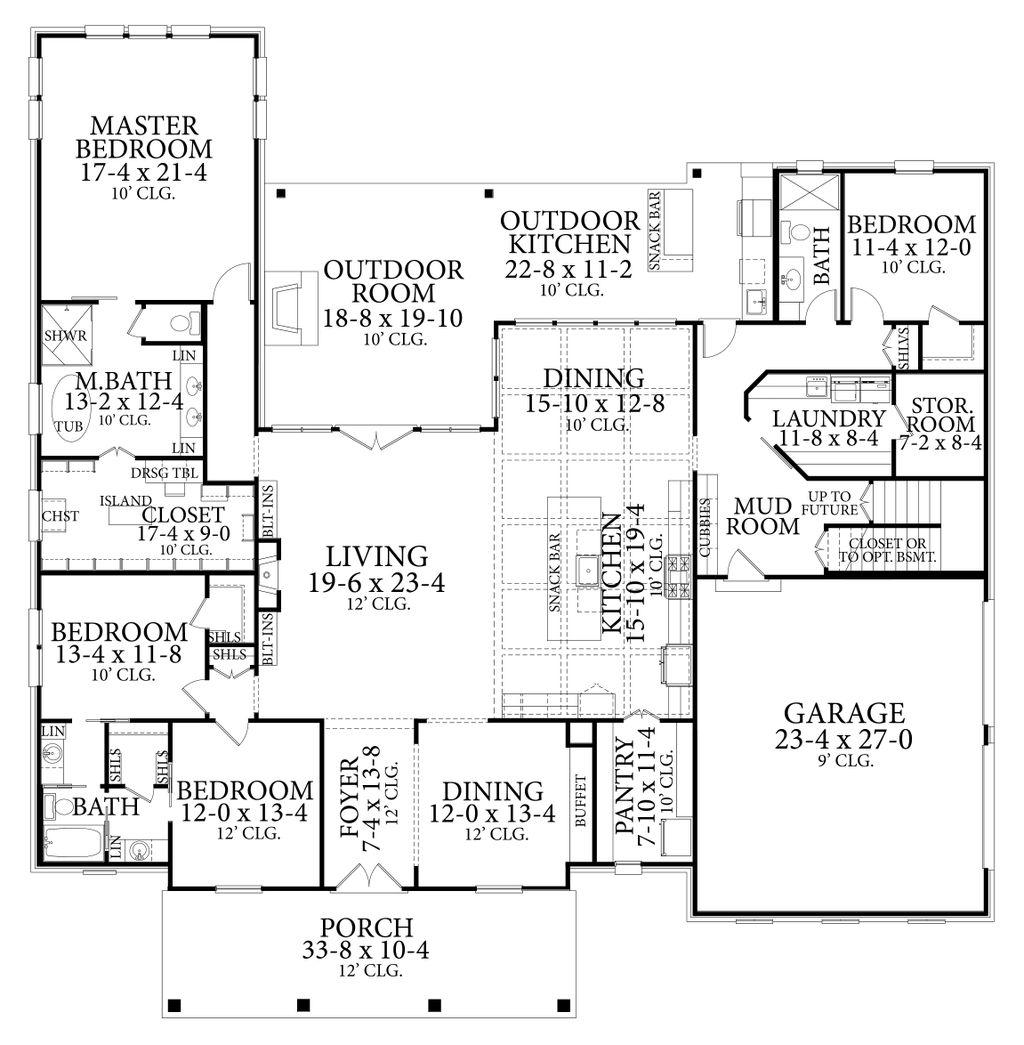 MASTER
BEDROOM
17-4 x 21-4
10' CLG.
OUTDOOR
KITCHEN
22-8 x 11-2
10' CLG.
SNACK BAR
BATH
BEDROOM
11-4 x 12-0
10' CLG.
OUTDOOR
ROOM
18-8 x 19-10
10' CLG.
SHWR
LIN
M.BATH
13-2 x 12-4
10' CLG.
TUB
LIN
DINING
15-10 x 12-8
10' CLG.
SHLVS
LAUNDRY
11-8 x 8-4
STOR.
ROOM
7-2 x 8-4
DRSG TBL
ISLAND
CHST
CLOSET
17-4 x 9-0
10' CLG.
BLT-INS
LIVING
19-6 x 23-4
12' CLG.
SNACK BAR
KITCHEN
15-10 x 19-4
10' CLG.
CUBBIES
MUD
ROOM
UP TO
FUTURE
CLOSET OR
TO OPT. BSMT.
BEDROOM
13-4 x 11-8
10' CLG.
SHLS
SHLS
BLT-INS
GARAGE
23-4 x 27-0
9' CLG.
LIN
SHLS
SHLS
BATH
LIN
BEDROOM
12-0 x 13-4
12' CLG.
FOYER
7-4 x 13-8
12' CLG.
DINING
12-0 x 13-4
12' CLG.
BUFFET
PANTRY
7-10 x 11-4
10' CLG.
PORCH
33-8 x 10-4
12' CLG.